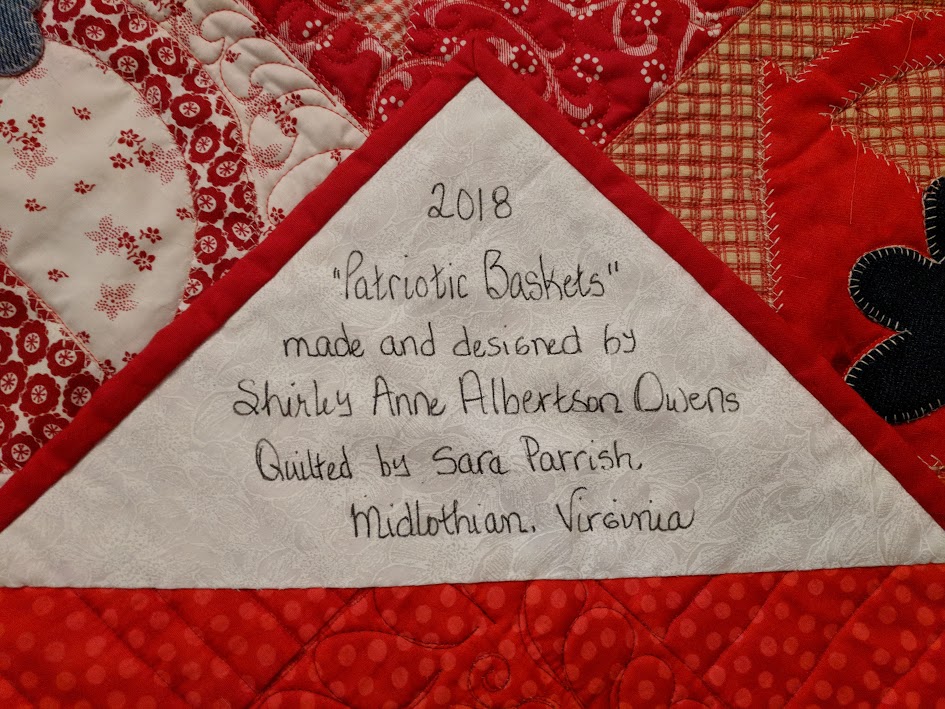 2018
"Patriotic Baskets"
made and designed by
Shirley Anne Albertson Owens
Quilted by Sara Parrish,
Midlothian, Virginia